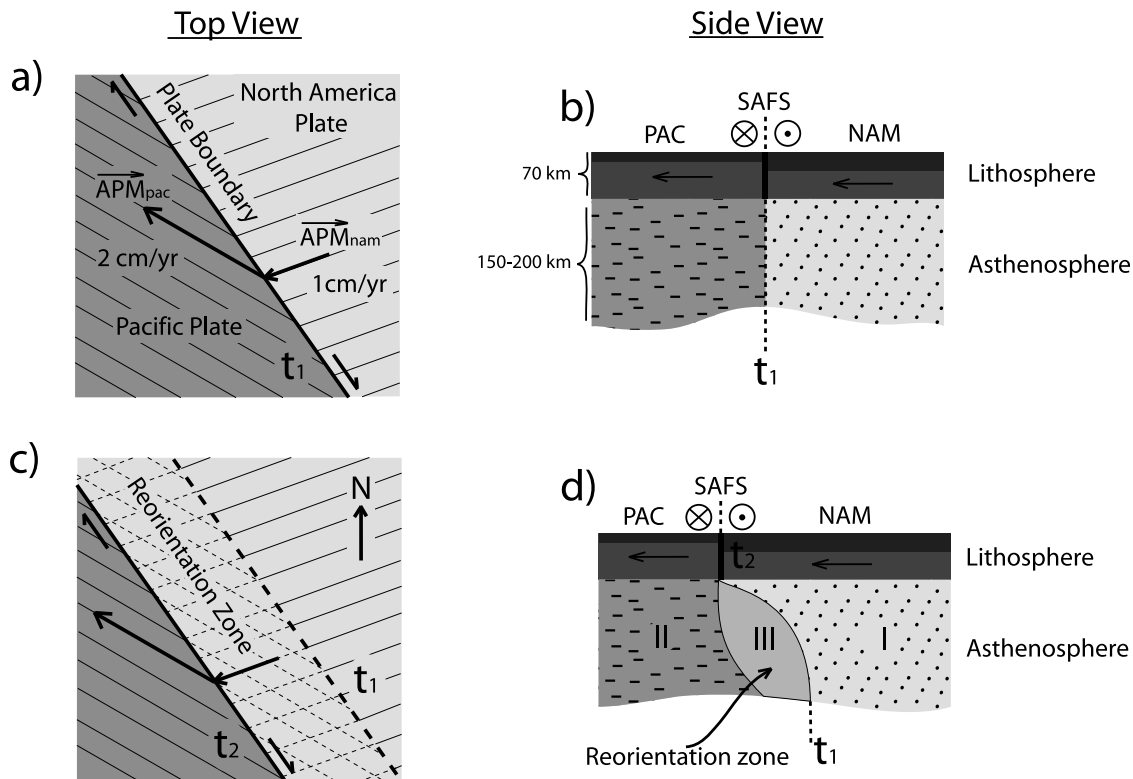 Top View
Side View
a)
North America
Plate
Plate Boundary
APMpac
APMnam
2 cm/yr
1cm/yr
Pacific Plate
t1
b)
SAFS
PAC
NAM
70 km
Lithosphere
150-200 km
Asthenosphere
t1
c)
N
Reorientation Zone
t1
t2
d)
SAFS
PAC
NAM
t2
Lithosphere
II
III
I
Asthenosphere
Reorientation zone
t1